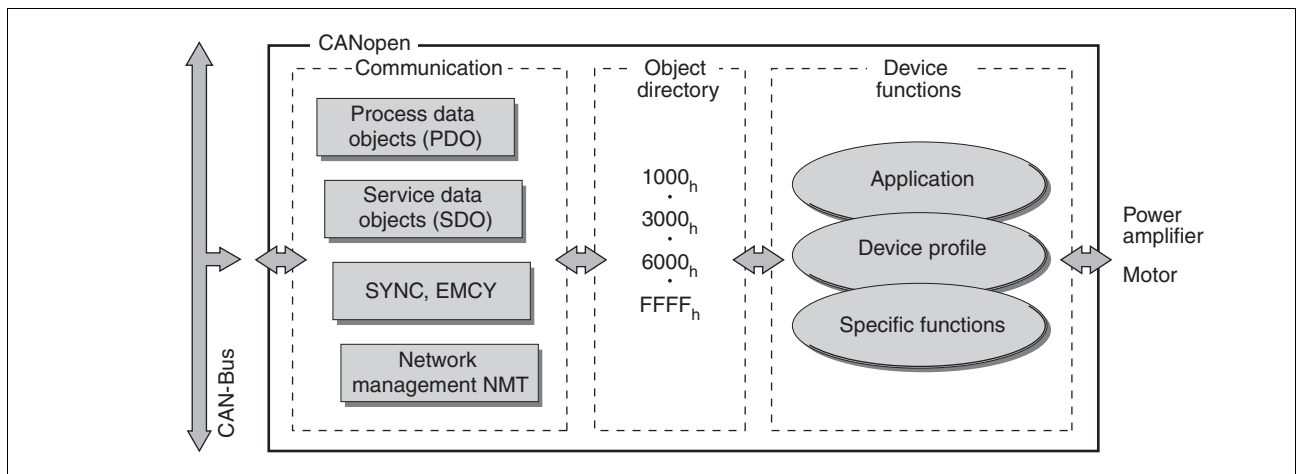 CANopen
Communication
Process data
objects (PDO)
Service data
objects (SDO)
SYNC, EMCY
Network
management NMT
Object
directory
1000h
3000h
6000h
FFFFh
Device
functions
Application
Device profile
Specific functions
Power
amplifier
Motor
CAN-Bus